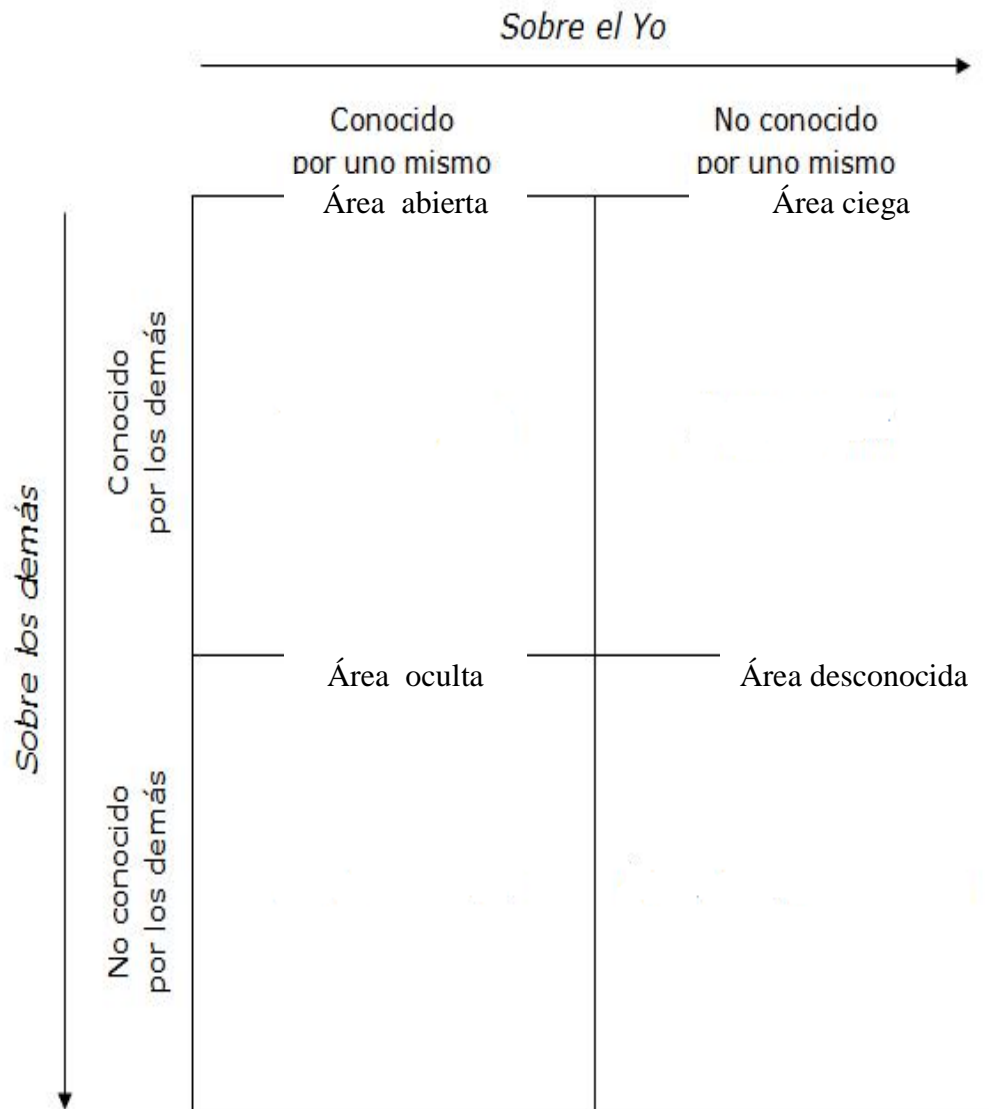 Sobre el Yo
Conocido
por uno mismo
No conocido
por uno mismo
Área abierta
Área ciega
Conocido
por los demás
Sobre los demás
Área oculta
Área desconocida
No conocido
por los demás